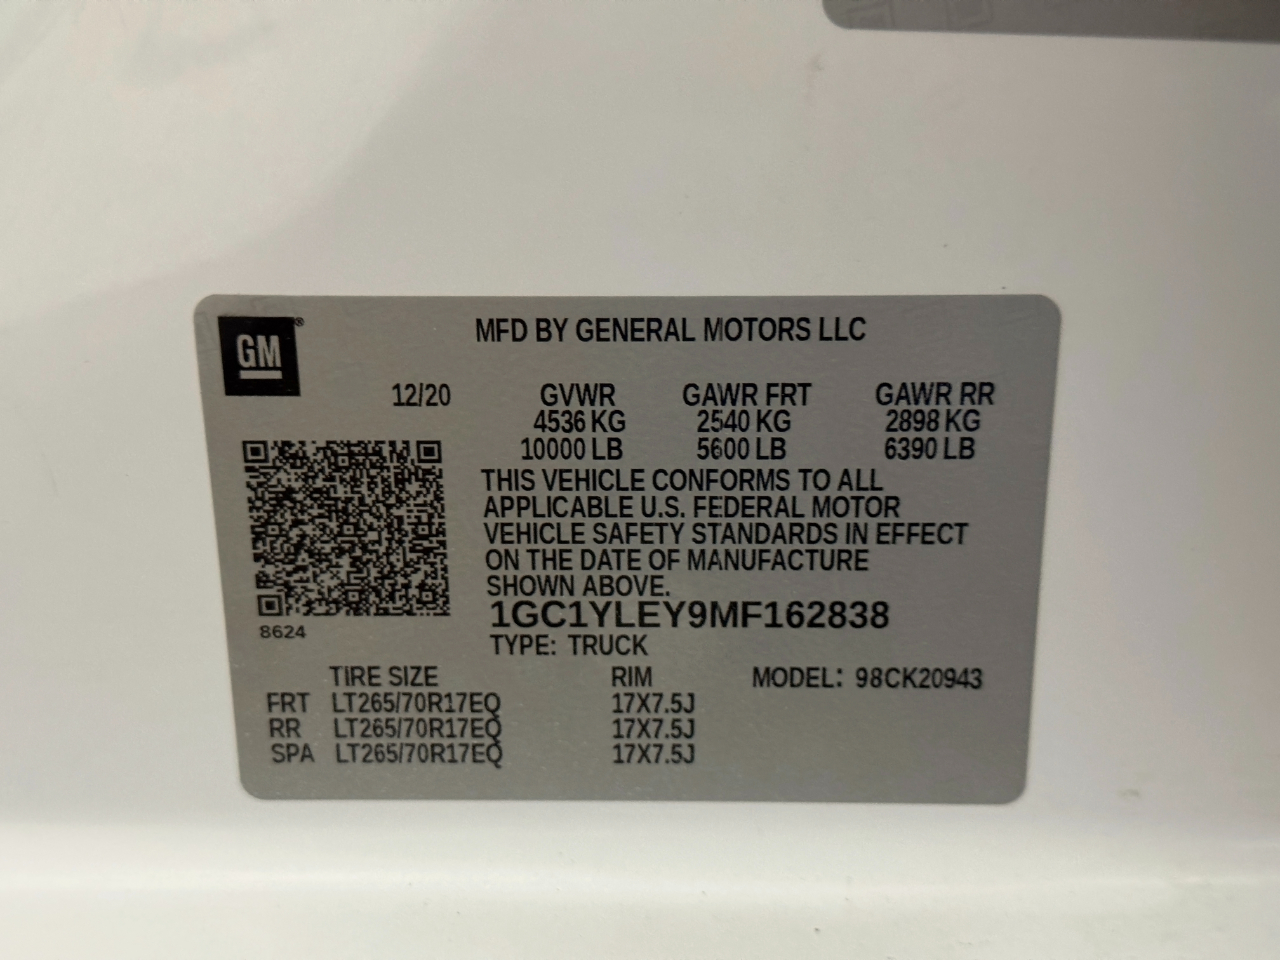 GM®
MFD BY GENERAL MOTORS LLC
12/20 GVWR GAWR FRT GAWR RR
4536 KG 2540 KG 2898 KG
10000 LB 5600 LB 6390 LB
THIS VEHICLE CONFORMS TO ALL
APPLICABLE U.S. FEDERAL MOTOR
VEHICLE SAFETY STANDARDS IN EFFECT
ON THE DATE OF MANUFACTURE
SHOWN ABOVE.
1GC1YLEY9MF162838
8624
TYPE: TRUCK
TIRE SIZE RIM MODEL: 98CK20943
FRT LT265/70R17EQ 17X7.5J
RR LT265/70R17EQ 17X7.5J
SPA LT265/70R17EQ 17X7.5J